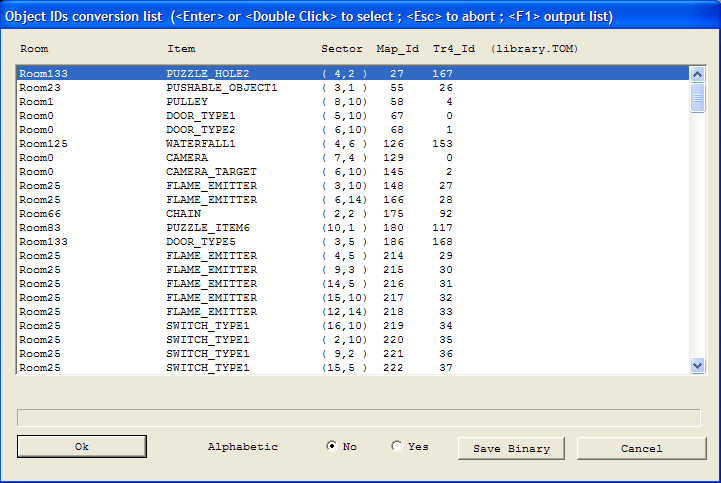 Object IDs conversion list (<Enter> or <Double Click> to select ; <Esc> to abort ; <F1> output list)
Room Item Sector Map_Id Tr4_Id (library.TOM)
Room133 PUZZLE_HOLE2 ( 4,2 ) 27 167
Room23 PUSHABLE_OBJECT1 ( 3,1 ) 55 26
Room1 PULLEY ( 8,10) 58 4
Room0 DOOR_TYPE1 ( 5,10) 67 0
Room0 DOOR_TYPE2 ( 6,10) 68 1
Room125 WATERFALL1 ( 4,6 ) 126 153
Room0 CAMERA ( 7,4 ) 129 0
Room0 CAMERA_TARGET ( 6,10) 145 2
Room25 FLAME_EMITTER ( 3,10) 148 27
Room25 FLAME_EMITTER ( 6,14) 166 28
Room66 CHAIN ( 2,2 ) 175 92
Room83 PUZZLE_ITEM6 (10,1 ) 180 117
Room133 DOOR_TYPE5 ( 3,5 ) 186 168
Room25 FLAME_EMITTER ( 4,5 ) 214 29
Room25 FLAME_EMITTER ( 9,3 ) 215 30
Room25 FLAME_EMITTER (14,5 ) 216 31
Room25 FLAME_EMITTER (15,10) 217 32
Room25 FLAME_EMITTER (12,14) 218 33
Room25 SWITCH_TYPE1 (16,10) 219 34
Room25 SWITCH_TYPE1 ( 2,10) 220 35
Room25 SWITCH_TYPE1 ( 9,2 ) 221 36
Room25 SWITCH_TYPE1 (15,5 ) 222 37
Ok Alphabetic No Yes Save Binary Cancel